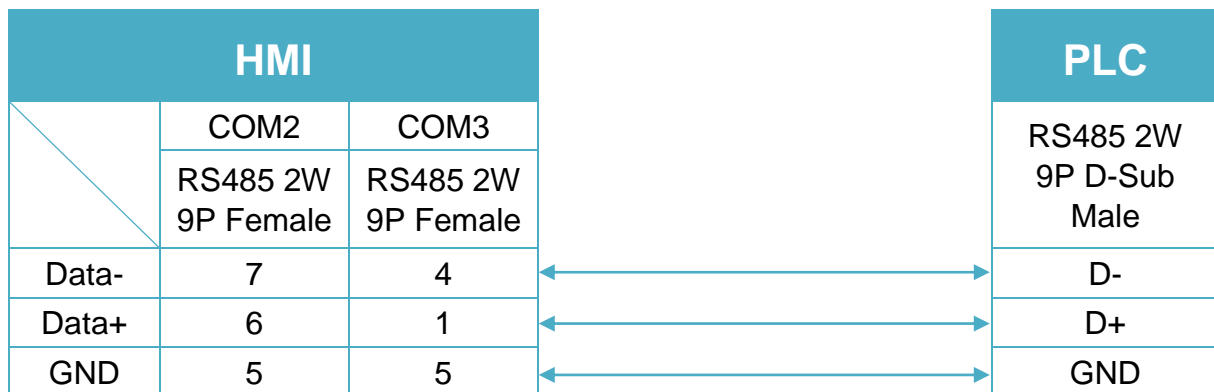 HMI
PLC
COM2 COM3
RS485 2W
9P Female
RS485 2W
9P Female
RS485 2W
9P D-Sub
Male
Data- 7 4 D-
Data+ 6 1 D+
GND 5 5 GND